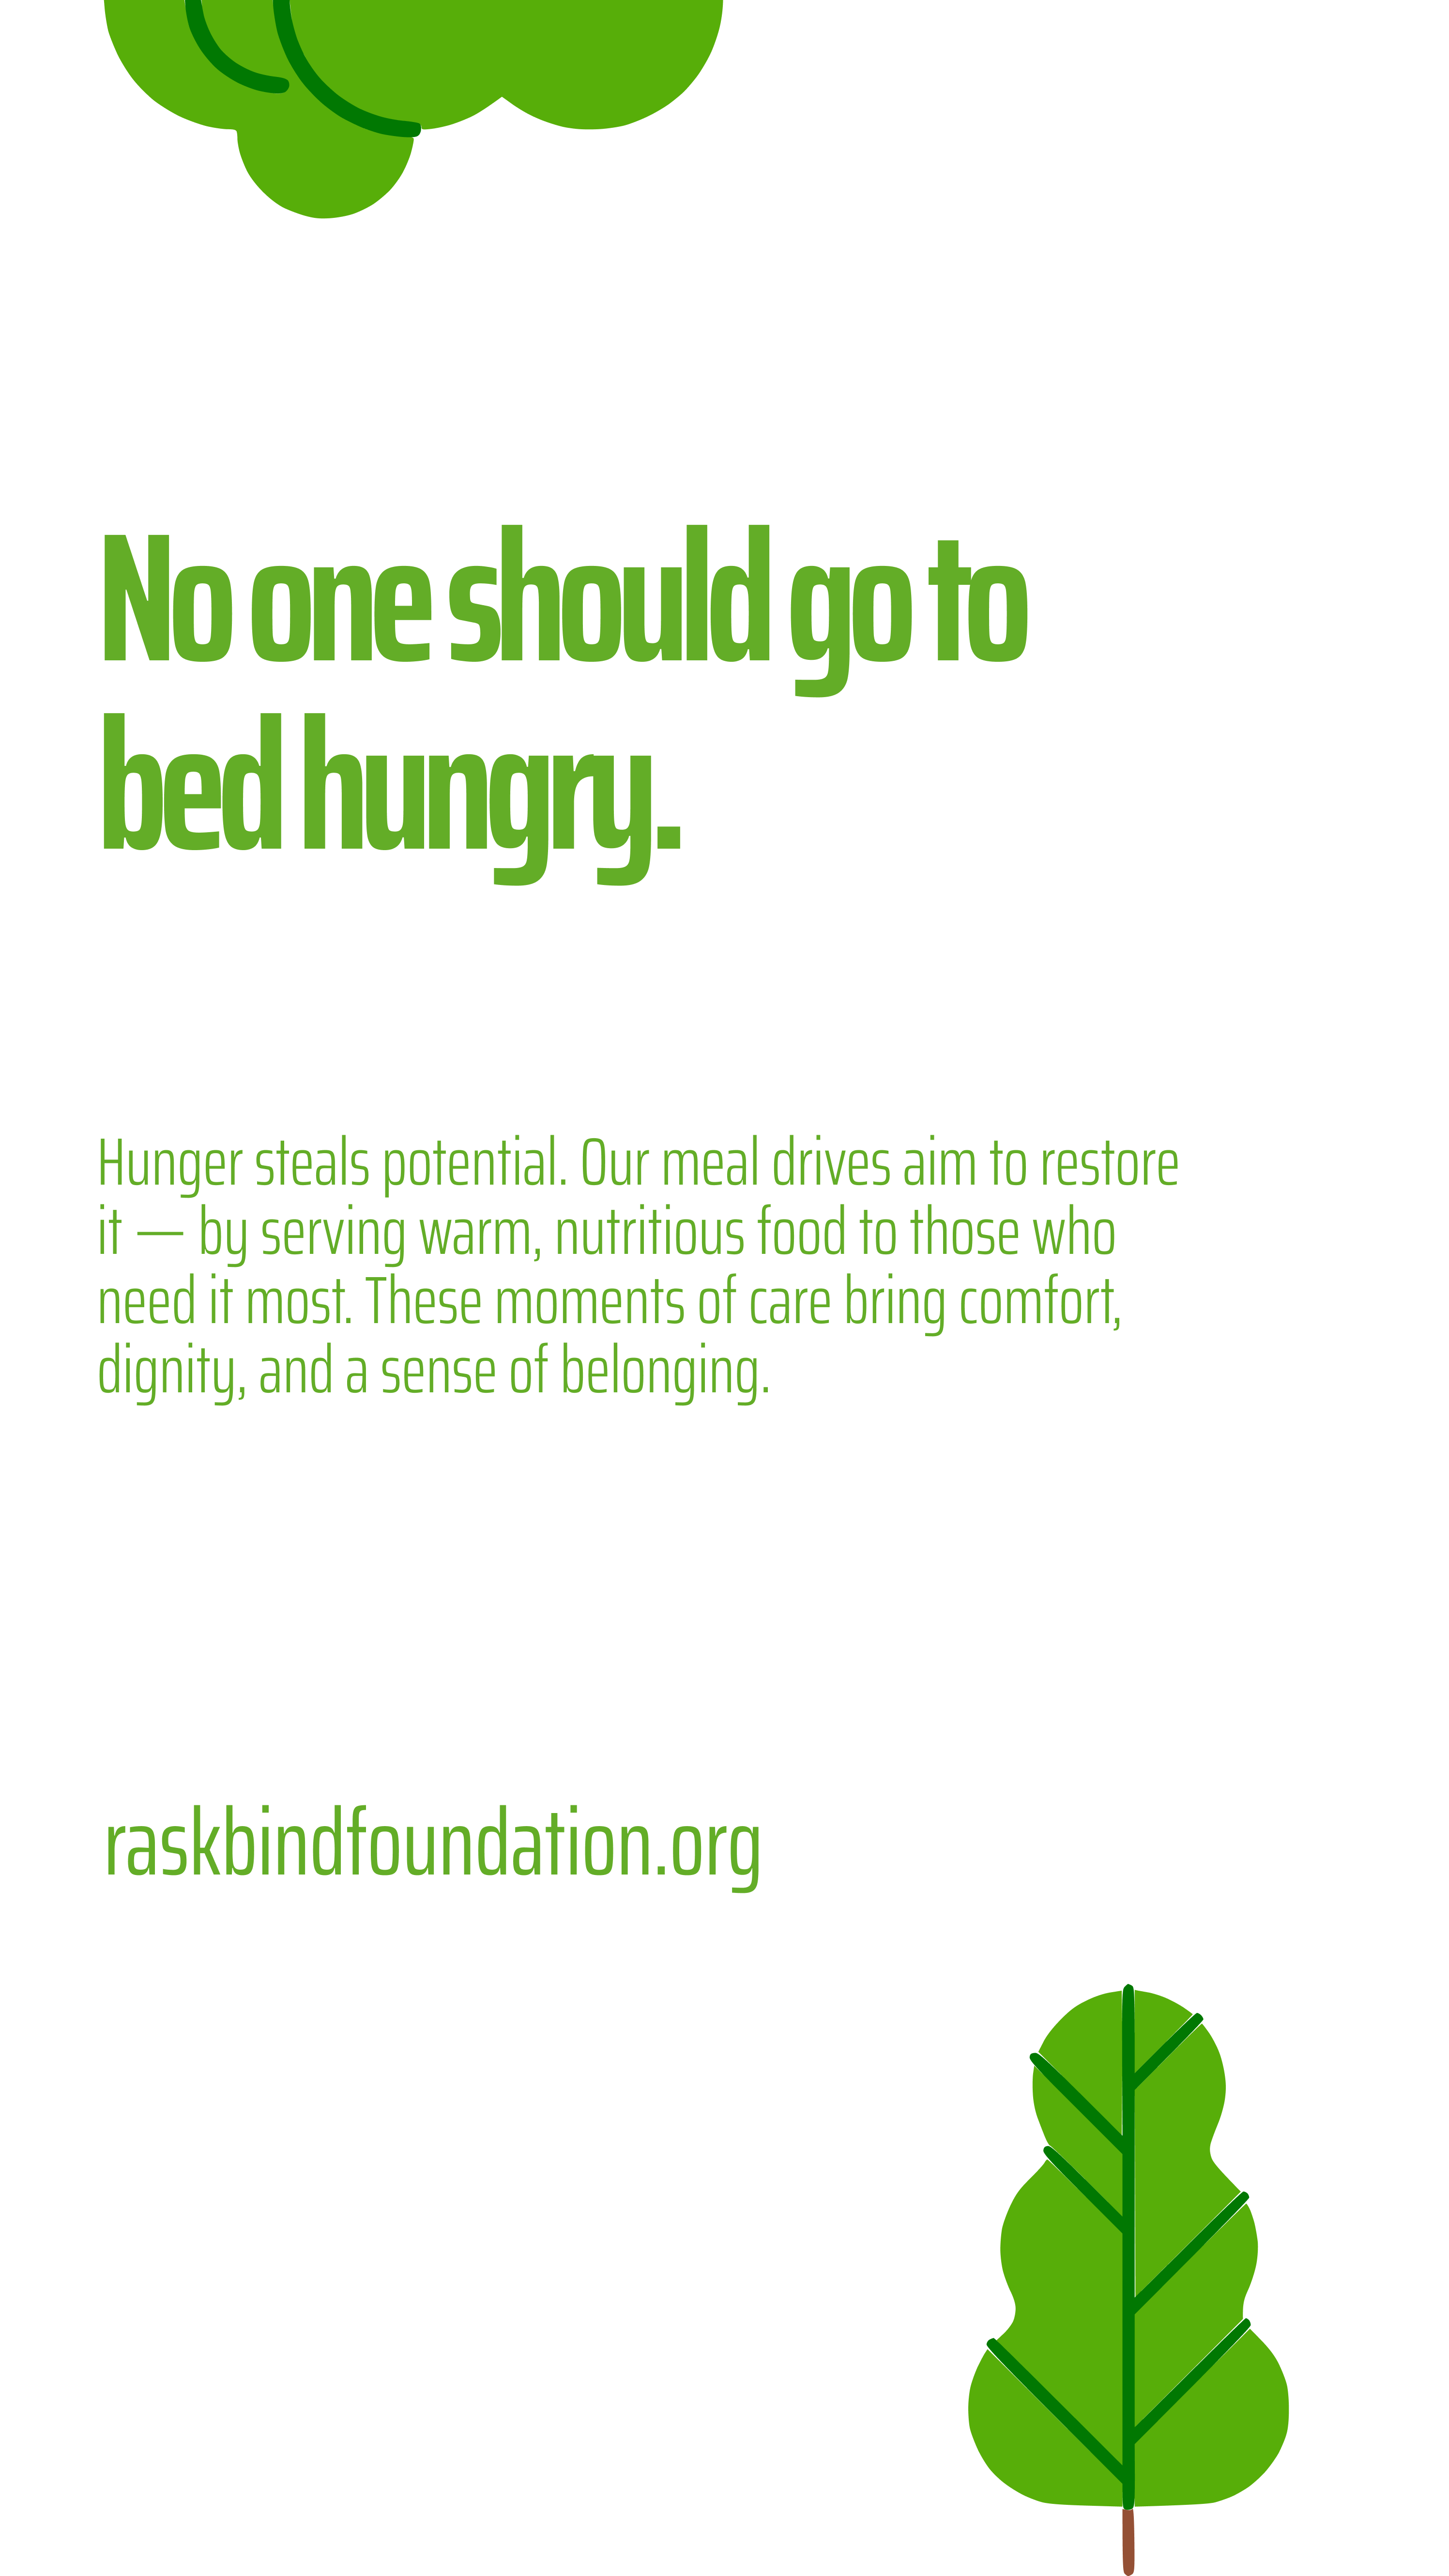 No one should go to
bed hungry.
Hunger steals potential. Our meal drives aim to restore
it — by serving warm, nutritious food to those who
need it most. These moments of care bring comfort,
dignity, and a sense of belonging.
raskbindfoundation.org